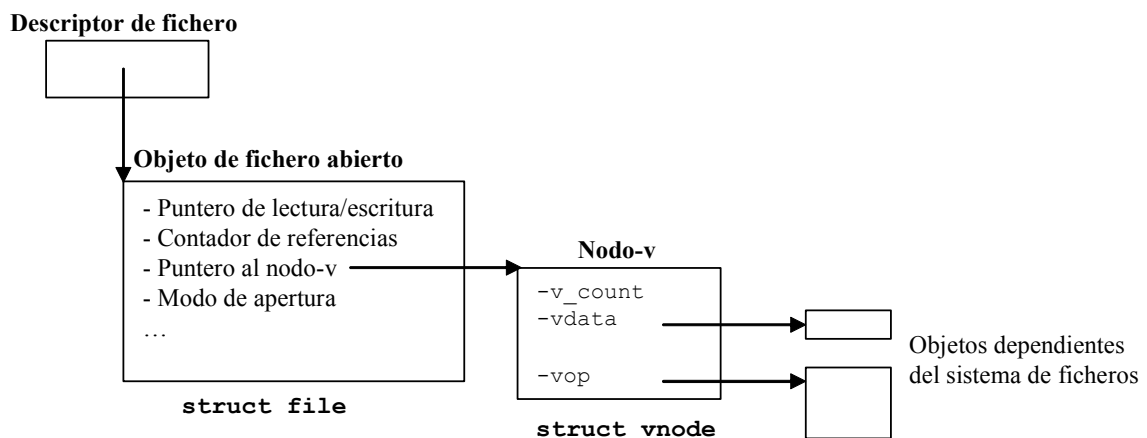 Descriptor de fichero
Objeto de fichero abierto
- Puntero de lectura/escritura
- Contador de referencias
- Puntero al nodo-v
- Modo de apertura
…
struct file
Nodo-v
-v_count
-vdata
-vop
struct vnode
Objetos dependientes
del sistema de ficheros